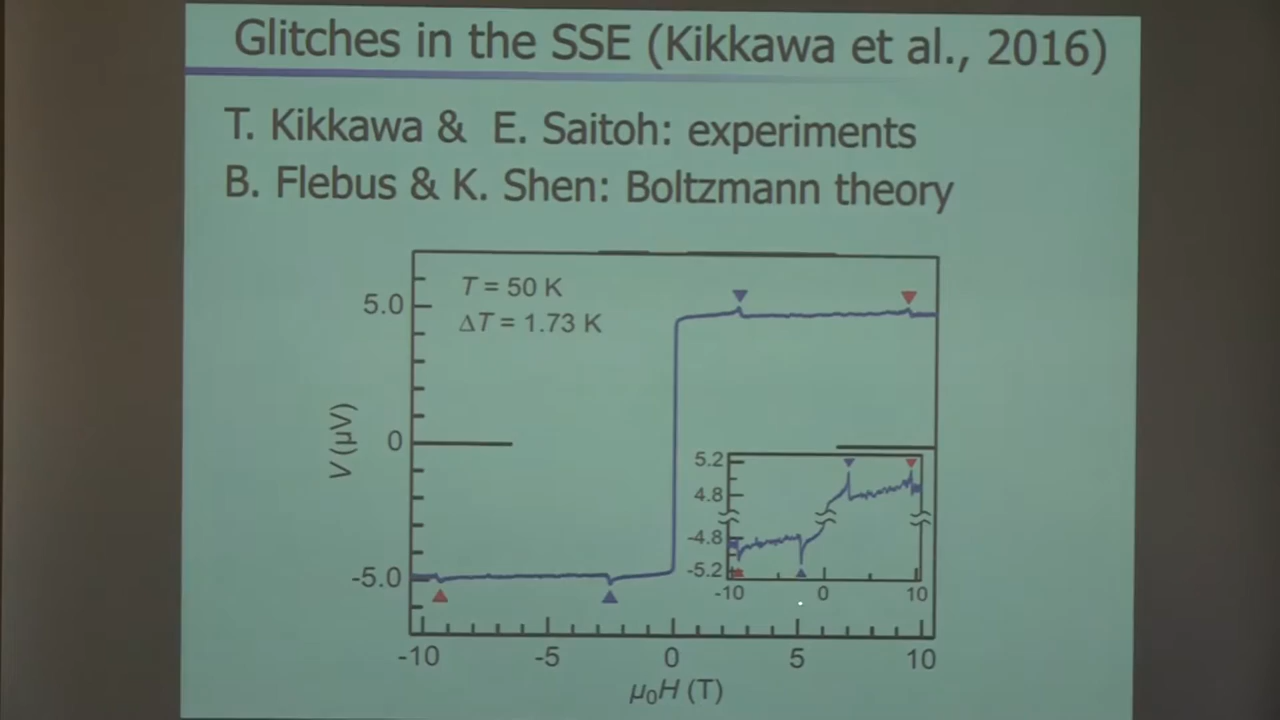 Glitches in the SSE (Kikkawa et al., 2016)
T. Kikkawa & E. Saitoh: experiments
B. Flebus & K. Shen: Boltzmann theory
T = 50 K
ΔT = 1.73 K
5.0
0
-5.0
V (µV)
5.2
4.8
-4.8
-5.2
-10 0 10
-10 -5 0 5 10
µ₀H (T)